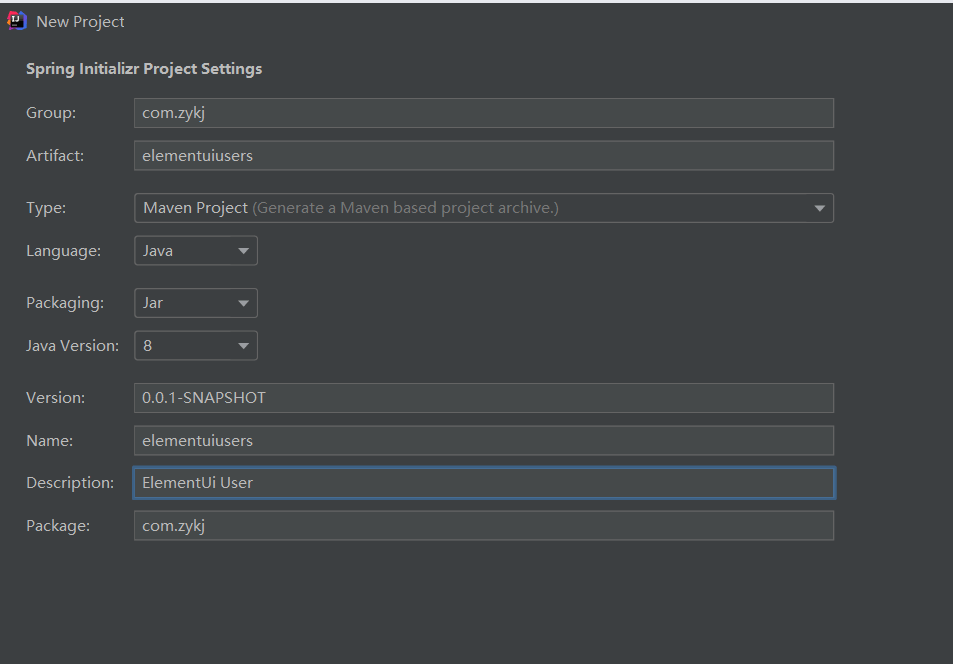 New Project
Spring Initializr Project Settings
Group: com.zykj
Artifact: elementuiusers
Type: Maven Project (Generate a Maven based project archive.)
Language: Java
Packaging: Jar
Java Version: 8
Version: 0.0.1-SNAPSHOT
Name: elementuiusers
Description: ElementUi User
Package: com.zykj